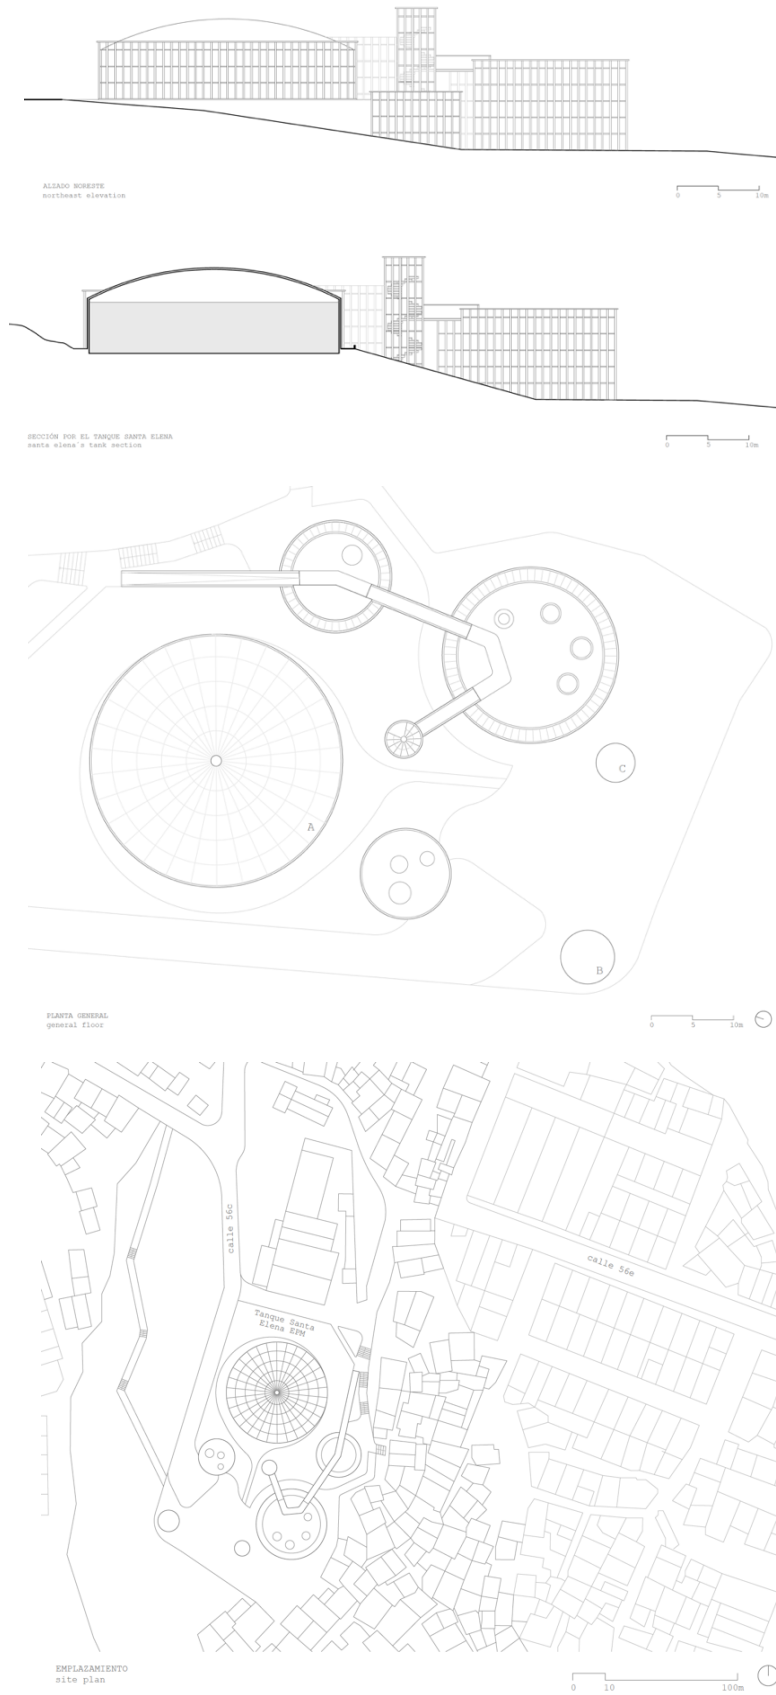 ALZADO NORESTE
northeast elevation
0 5 10m
SECCIÓN POR EL TANQUE SANTA ELENA
santa elena´s tank section
0 5 10m
A
C
B
PLANTA GENERAL
general floor
0 5 10m
calle 56c
calle 56e
Tanque Santa
Elena EPM
EMPLAZAMIENTO
site plan
0 10 100m